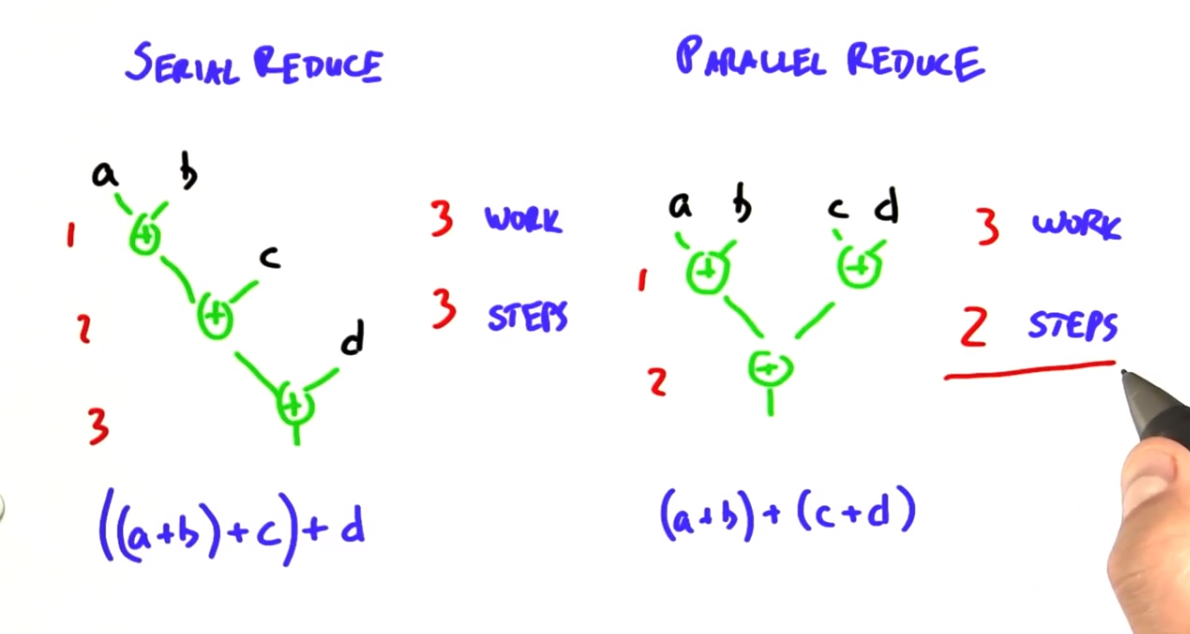 SERIAL REDUCE
a b
1 +
c
2 +
d
3 +
3 WORK
3 STEPS
((a+b)+c)+d
PARALLEL REDUCE
a b c d
1 + +
2 +
3 WORK
2 STEPS
(a+b)+(c+d)